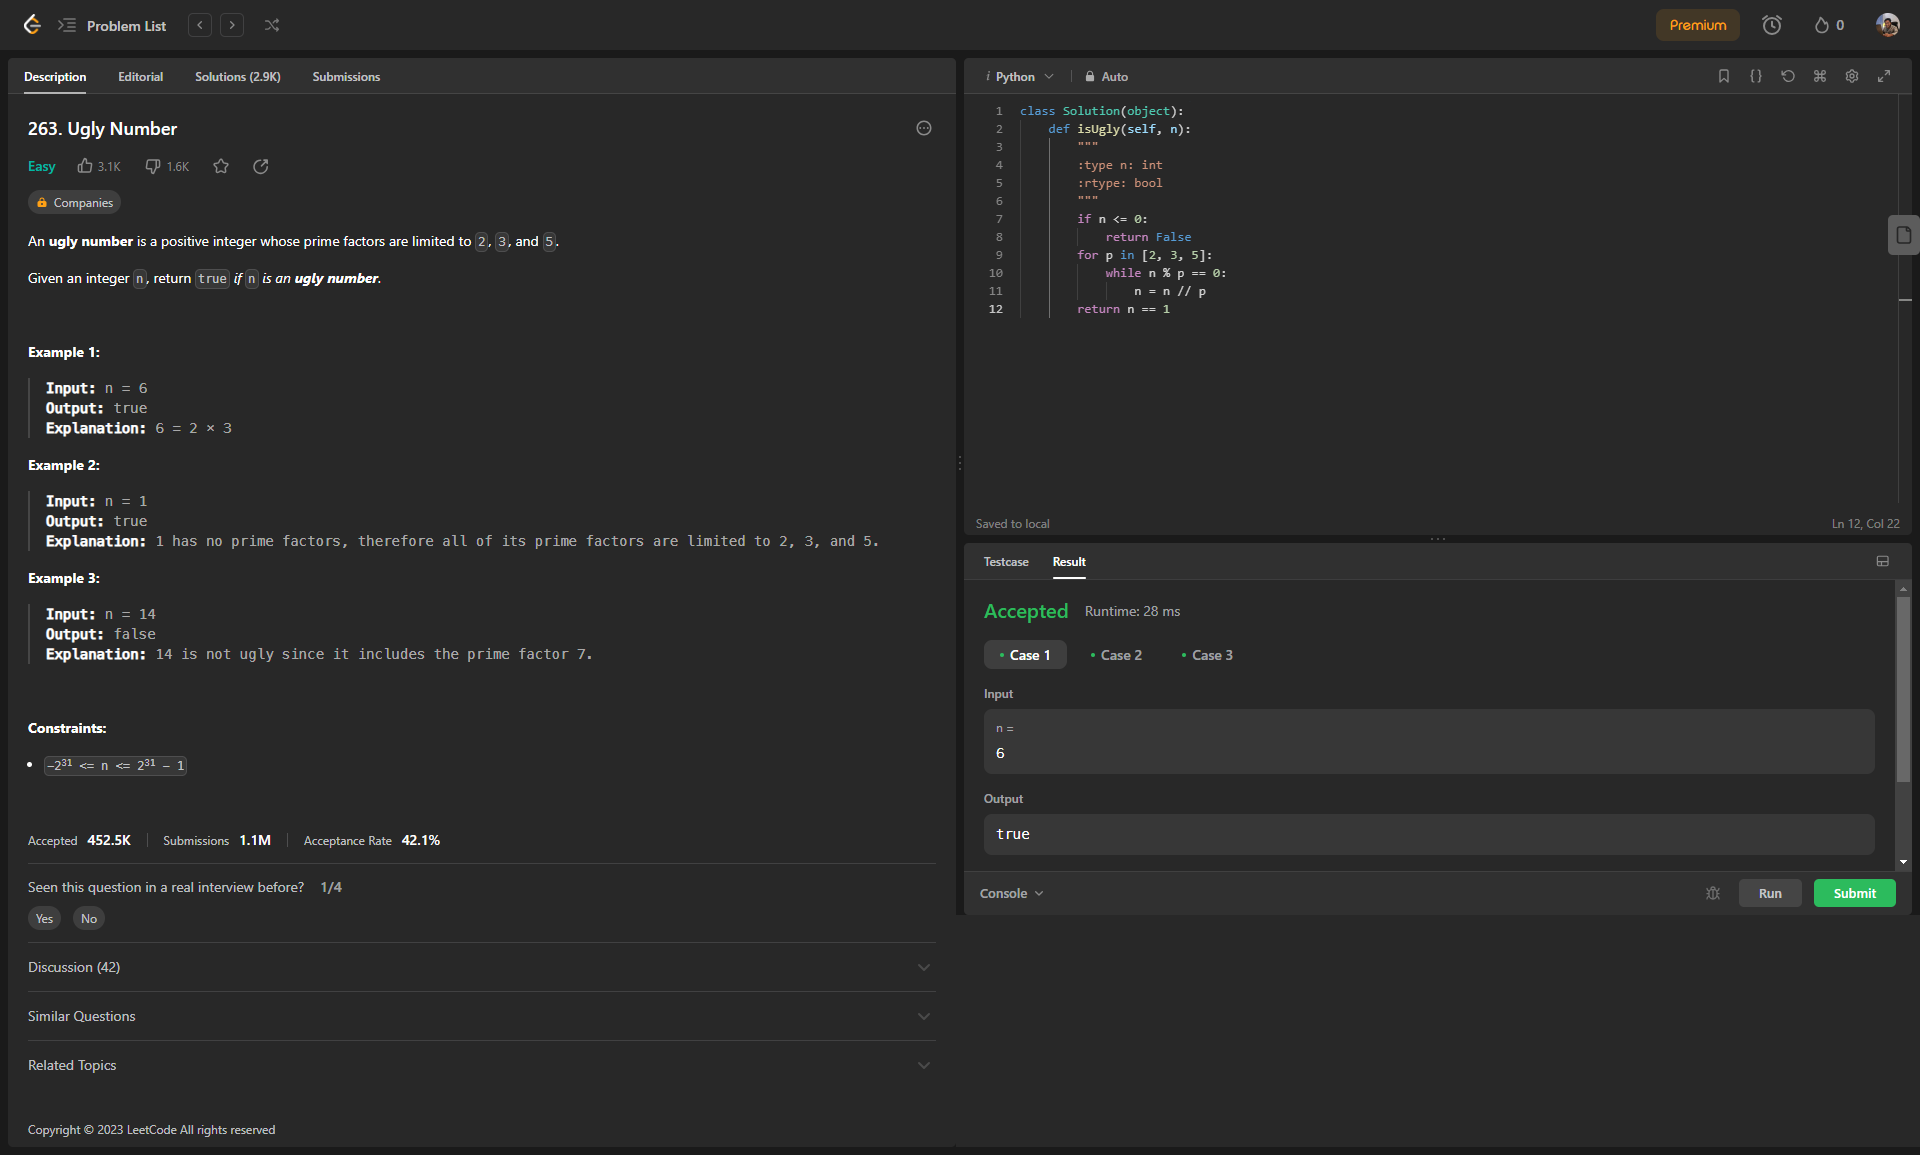 Problem List
Premium
0
Description Editorial Solutions (2.9K) Submissions
263. Ugly Number
Easy 3.1K 1.6K
Companies
An ugly number is a positive integer whose prime factors are limited to 2, 3, and 5.
Given an integer n, return true if n is an ugly number.
Example 1:
Input: n = 6
Output: true
Explanation: 6 = 2 × 3
Example 2:
Input: n = 1
Output: true
Explanation: 1 has no prime factors, therefore all of its prime factors are limited to 2, 3, and 5.
Example 3:
Input: n = 14
Output: false
Explanation: 14 is not ugly since it includes the prime factor 7.
Constraints:
• -2³¹ <= n <= 2³¹ - 1
Accepted 452.5K Submissions 1.1M Acceptance Rate 42.1%
Seen this question in a real interview before? 1/4
Yes No
Discussion (42)
Similar Questions
Related Topics
Copyright © 2023 LeetCode All rights reserved
i Python Auto
1 class Solution(object):
2 def isUgly(self, n):
3 """
4 :type n: int
5 :rtype: bool
6 """
7 if n <= 0:
8 return False
9 for p in [2, 3, 5]:
10 while n % p == 0:
11 n = n // p
12 return n == 1
Saved to local Ln 12, Col 22
Testcase Result
Accepted Runtime: 28 ms
• Case 1 • Case 2 • Case 3
Input
n =
6
Output
true
Console Run Submit